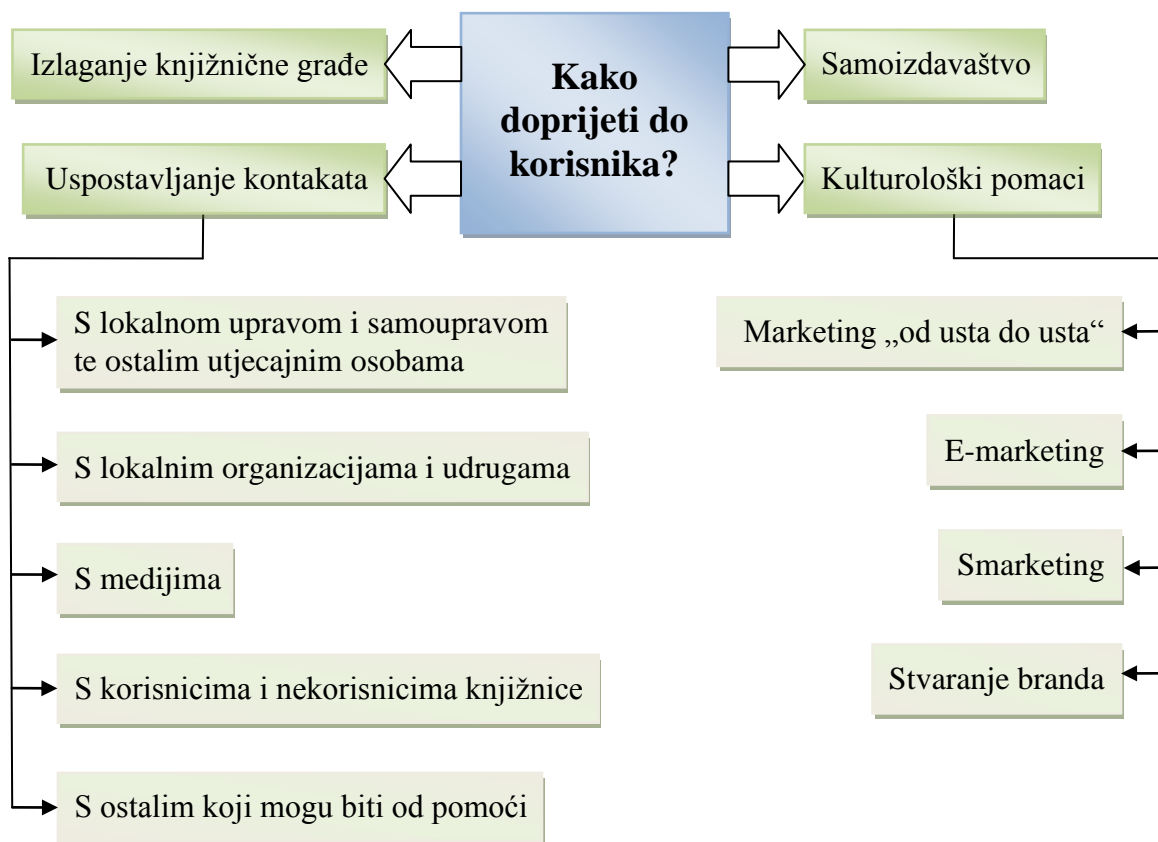 Kako
doprijeti do
korisnika?
Izlaganje knjižnične građe
Samoizdavaštvo
Uspostavljanje kontakata
Kulturološki pomaci
S lokalnom upravom i samoupravom
te ostalim utjecajnim osobama
S lokalnim organizacijama i udrugama
S medijima
S korisnicima i nekorisnicima knjižnice
S ostalim koji mogu biti od pomoći
Marketing „od usta do usta“
E-marketing
Smarketing
Stvaranje branda